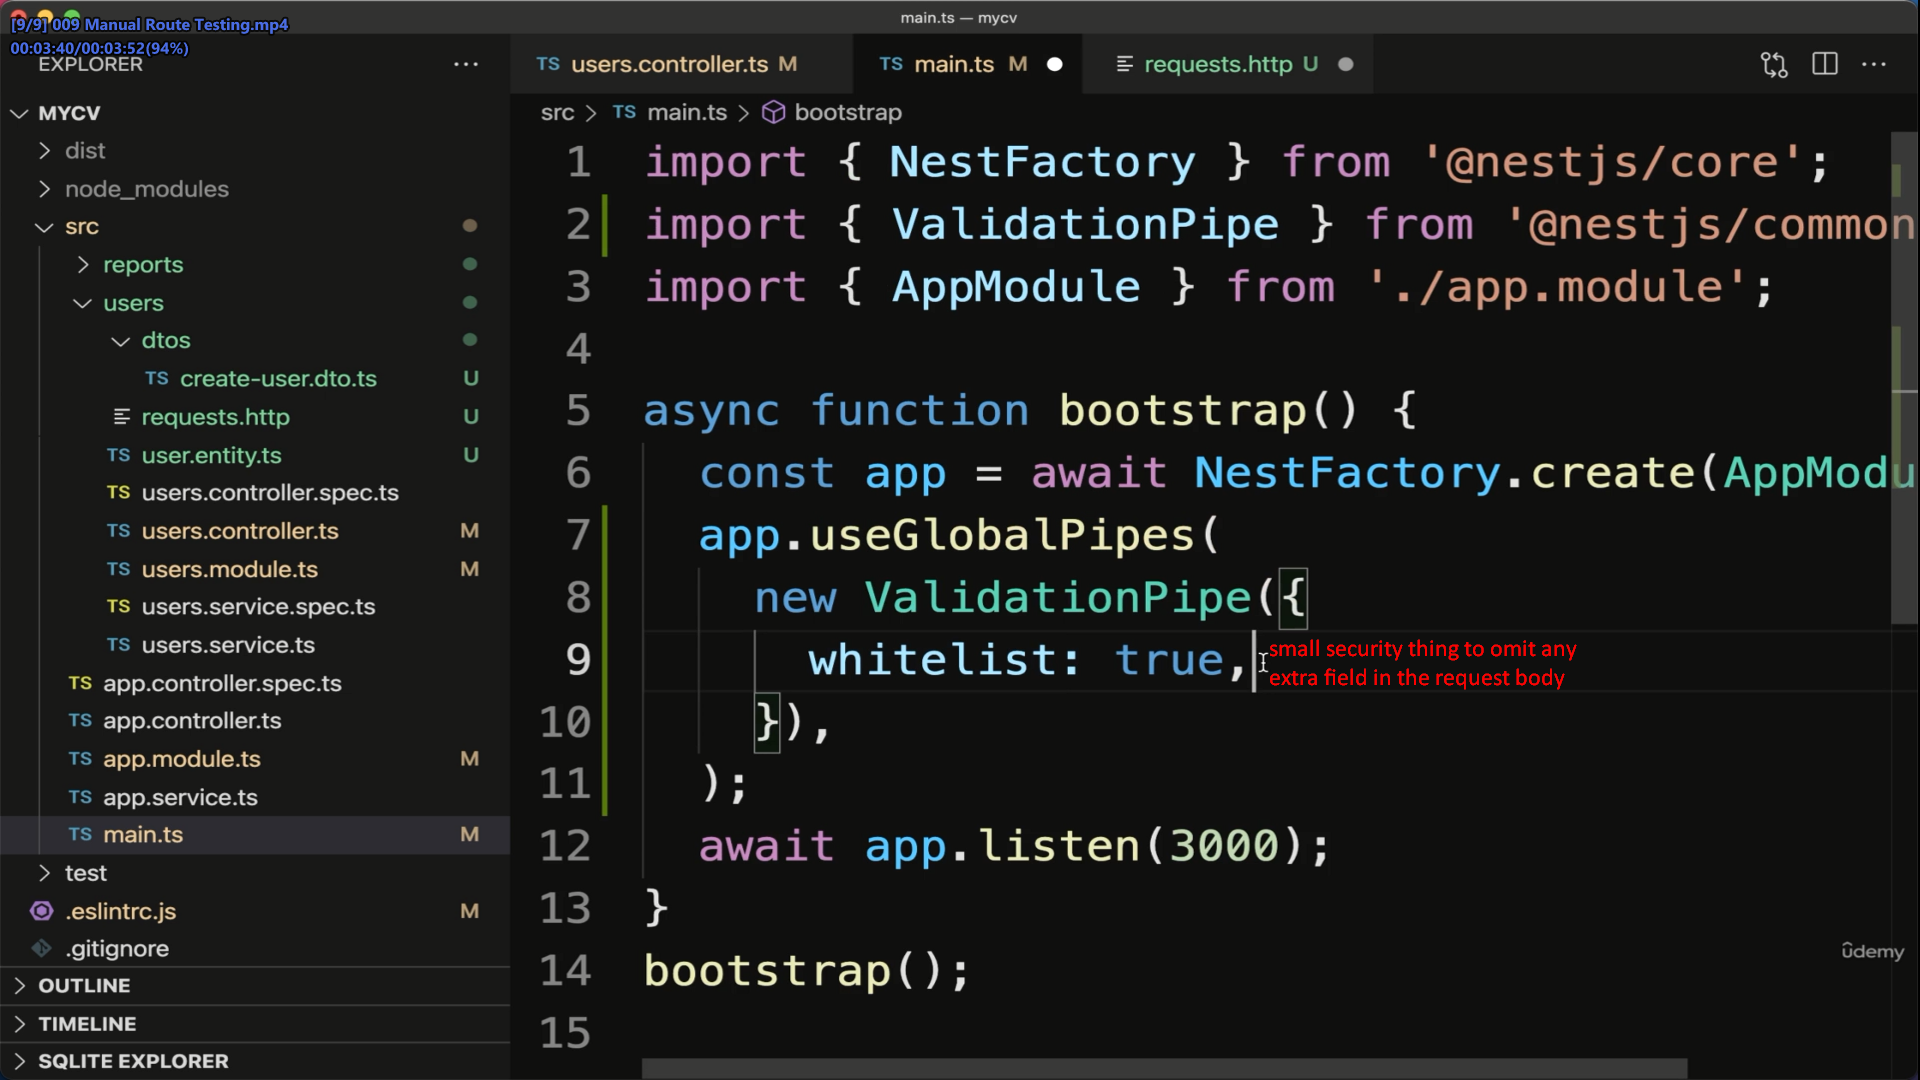 [9/9] 009 Manual Route Testing.mp4
00:03:40/00:03:52(94%)
main.ts — mycv
EXPLORER
MYCV
dist
node_modules
src
reports
users
dtos
TS create-user.dto.ts U
requests.http U
TS user.entity.ts U
TS users.controller.spec.ts
TS users.controller.ts M
TS users.module.ts M
TS users.service.spec.ts
TS users.service.ts
TS app.controller.spec.ts
TS app.controller.ts
TS app.module.ts M
TS app.service.ts
TS main.ts M
test
.eslintrc.js M
.gitignore
OUTLINE
TIMELINE
SQLITE EXPLORER
TS users.controller.ts M
TS main.ts M
requests.http U
src > TS main.ts > bootstrap
1 import { NestFactory } from '@nestjs/core';
2 import { ValidationPipe } from '@nestjs/common
3 import { AppModule } from './app.module';
4
5 async function bootstrap() {
6 const app = await NestFactory.create(AppModu
7 app.useGlobalPipes(
8 new ValidationPipe({
9 whitelist: true,
small security thing to omit any
extra field in the request body
10 }),
11 );
12 await app.listen(3000);
13 }
14 bootstrap();
15
ûdemy